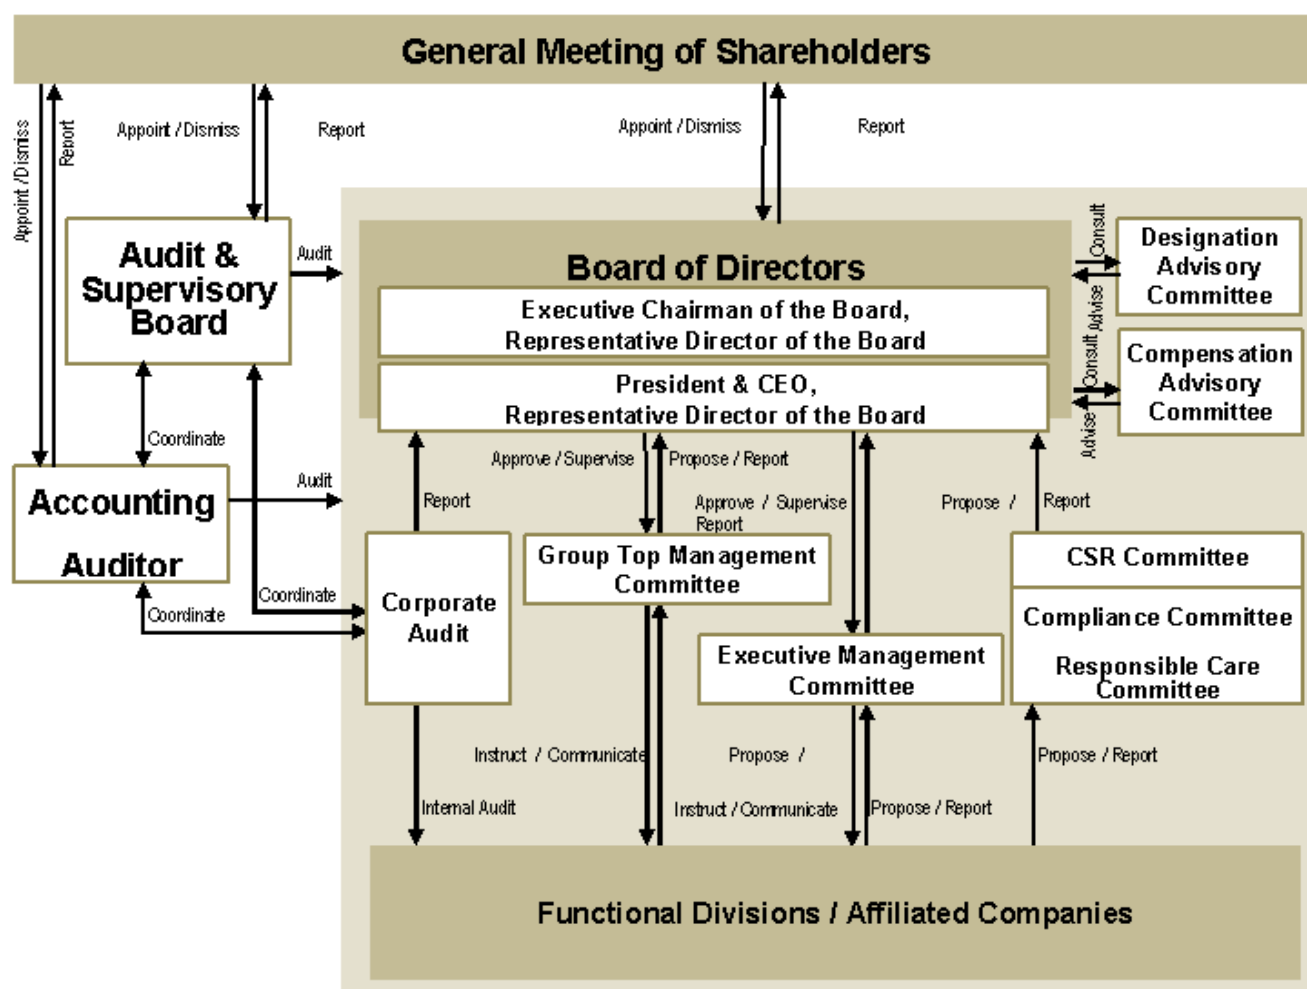 General Meeting of Shareholders
Appoint / Dismiss
Report
Appoint / Dismiss
Report
Appoint / Dismiss
Report
Audit &
Supervisory
Board
Audit
Board of Directors
Executive Chairman of the Board,
Representative Director of the Board
President & CEO,
Representative Director of the Board
Consult
Advise
Designation
Advisory
Committee
Consult
Advise
Compensation
Advisory
Committee
Coordinate
Accounting
Auditor
Audit
Coordinate
Coordinate
Report
Corporate
Audit
Approve / Supervise
Propose / Report
Group Top Management
Committee
Approve / Supervise
Report
Executive Management
Committee
Propose /
Report
CSR Committee
Compliance Committee
Responsible Care
Committee
Instruct / Communicate
Propose /
Propose / Report
Internal Audit
Instruct / Communicate
Propose / Report
Functional Divisions / Affiliated Companies